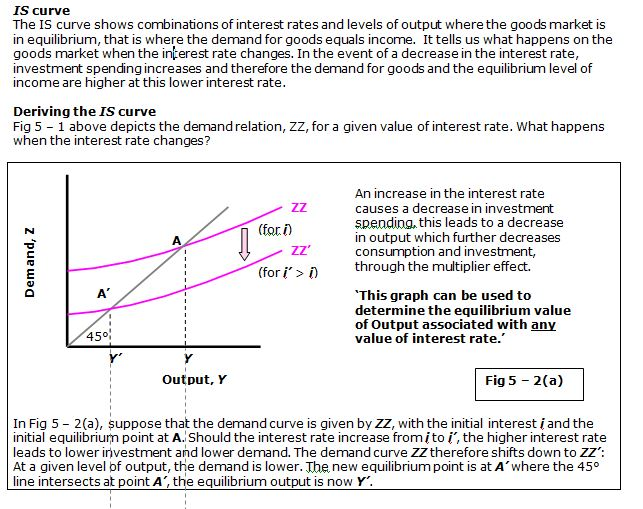 IS curve
The IS curve shows combinations of interest rates and levels of output where the goods market is
in equilibrium, that is where the demand for goods equals income.  It tells us what happens on the
goods market when the interest rate changes. In the event of a decrease in the interest rate,
investment spending increases and therefore the demand for goods and the equilibrium level of
income are higher at this lower interest rate.
Deriving the IS curve
Fig 5 – 1 above depicts the demand relation, ZZ, for a given value of interest rate. What happens
when the interest rate changes?
Demand, Z
ZZ
(for i)
ZZ′
(for i′ > i)
A
A′
45°
Y′
Y
Output, Y
An increase in the interest rate
causes a decrease in investment
spending, this leads to a decrease
in output which further decreases
consumption and investment,
through the multiplier effect.
‘This graph can be used to
determine the equilibrium value
of Output associated with any
value of interest rate.’
Fig 5 – 2(a)
In Fig 5 – 2(a), suppose that the demand curve is given by ZZ, with the initial interest i and the
initial equilibrium point at A. Should the interest rate increase from i to i′, the higher interest rate
leads to lower investment and lower demand. The demand curve ZZ therefore shifts down to ZZ′:
At a given level of output, the demand is lower. The new equilibrium point is at A′ where the 45°
line intersects at point A′, the equilibrium output is now Y′.